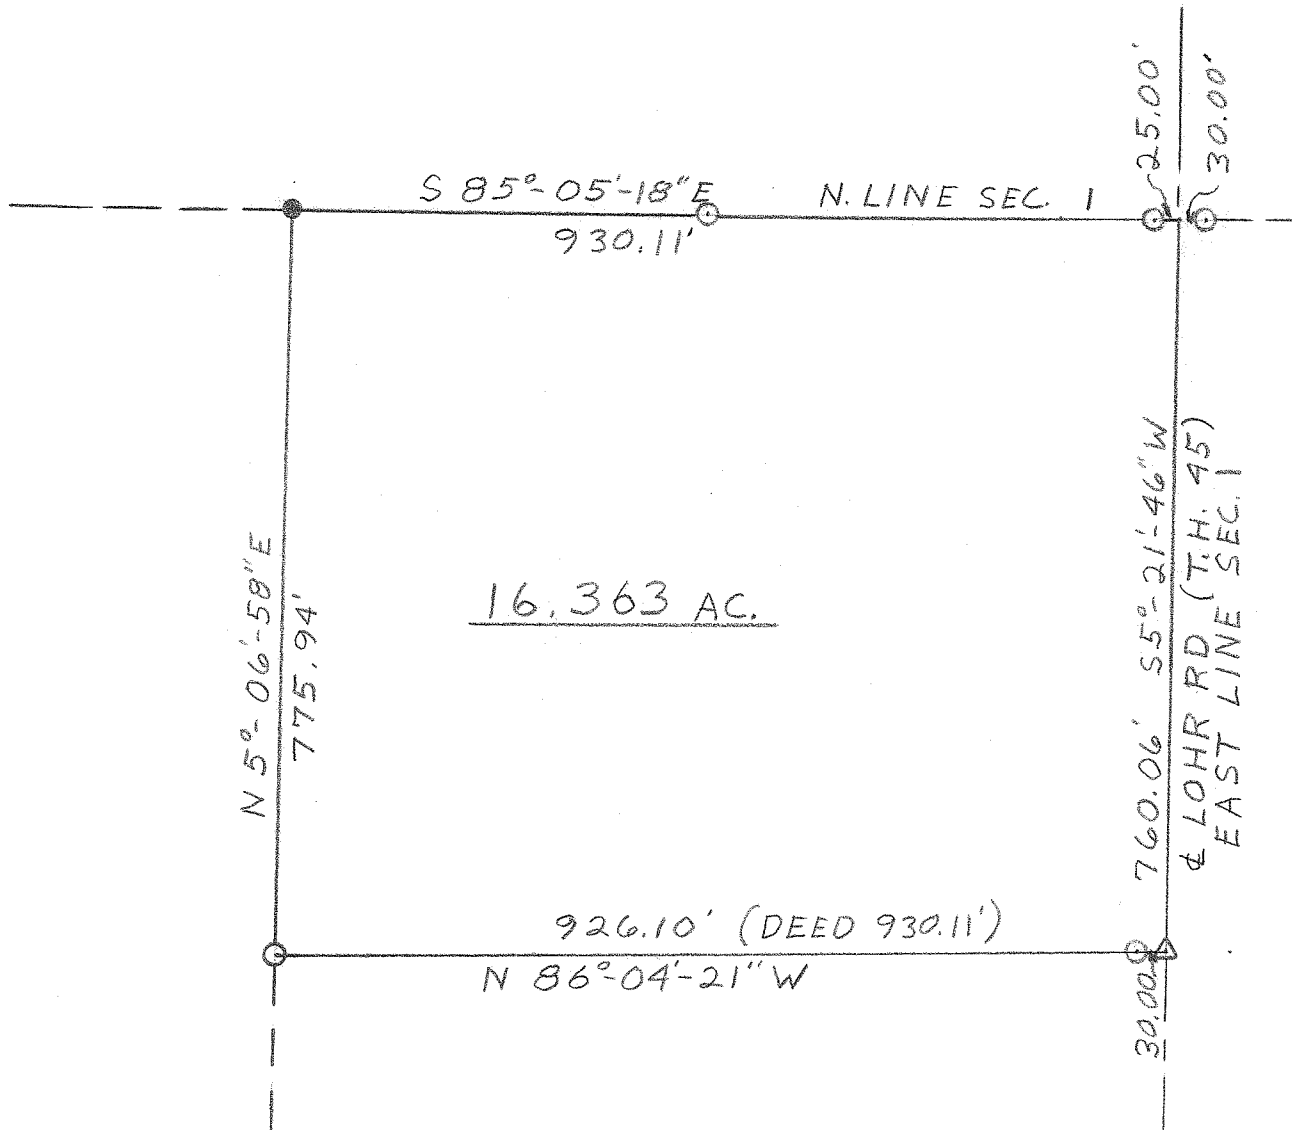 25.00'
30.00'
S 85°-05'-18" E
N. LINE SEC. 1
930.11'
N 5°-06'-58" E
775.94'
16.363 AC.
760.06' S5°-21'-46" W
℄ LOHR RD (T.H. 45)
EAST LINE SEC. 1
926.10' (DEED 930.11')
N 86°-04'-21" W
30.00'